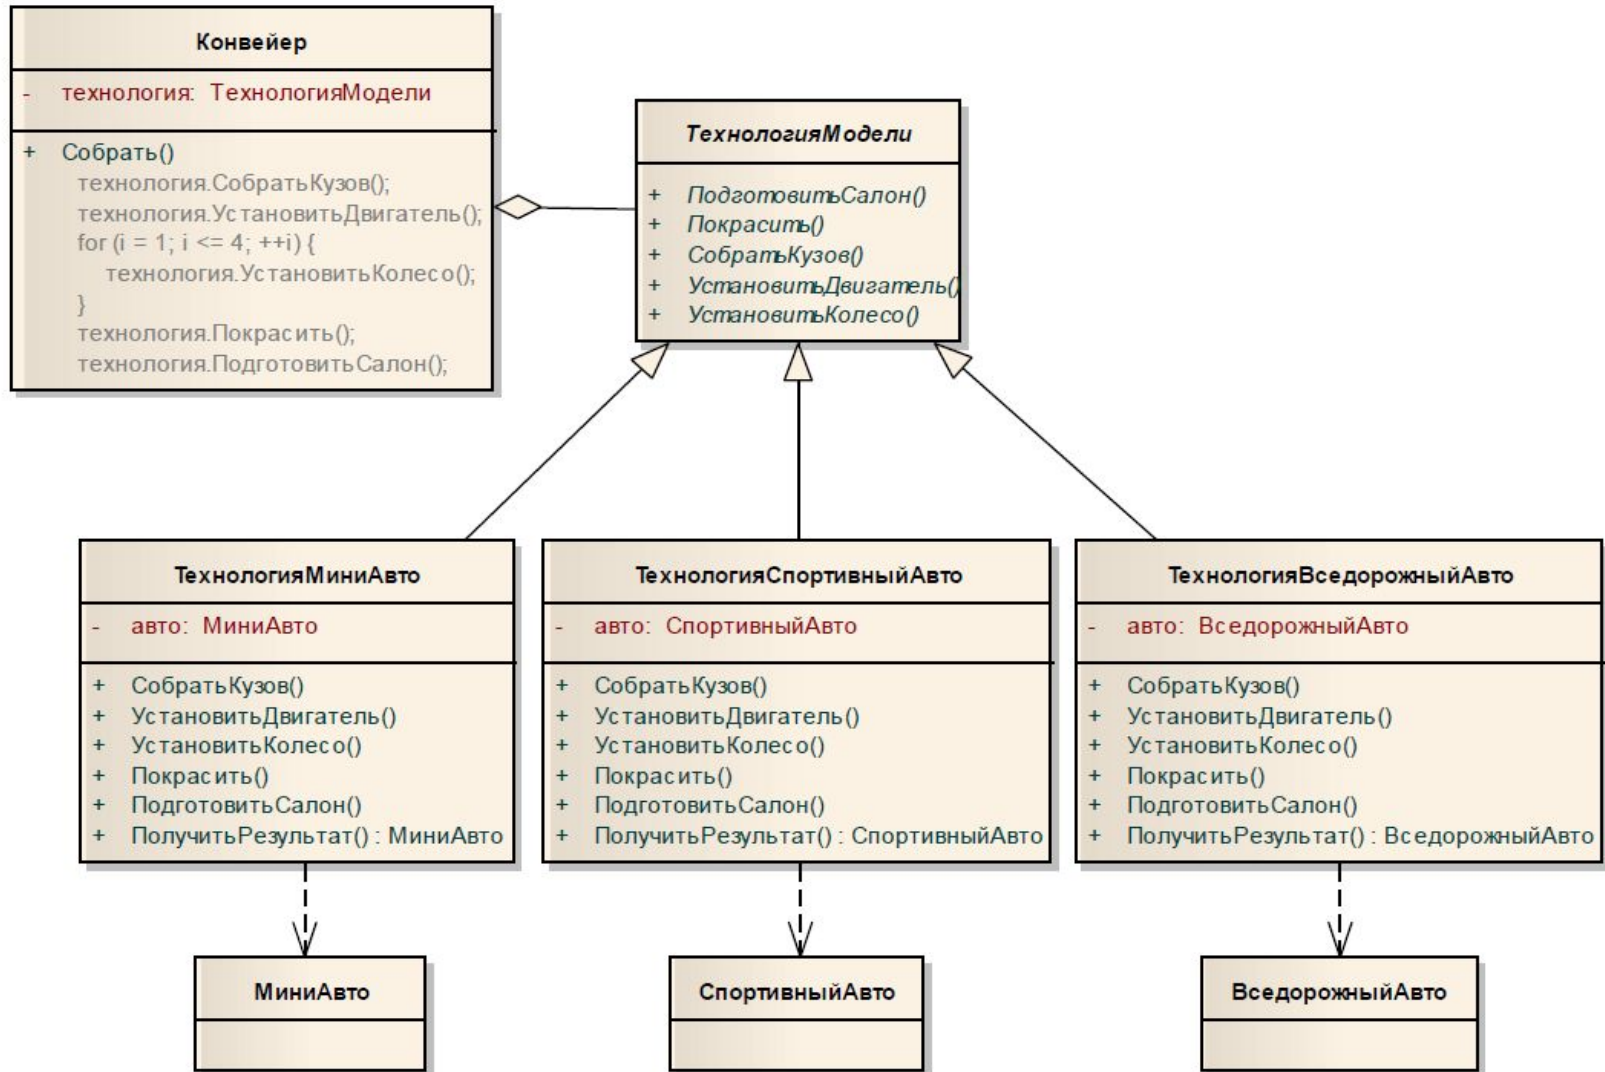 Конвейер
- технология: ТехнологияМодели
+ Собрать()
технология.СобратьКузов();
технология.УстановитьДвигатель();
for (i = 1; i <= 4; ++i) {
технология.УстановитьКолесо();
}
технология.Покрасить();
технология.ПодготовитьСалон();
ТехнологияМодели
+ ПодготовитьСалон()
+ Покрасить()
+ СобратьКузов()
+ УстановитьДвигатель()
+ УстановитьКолесо()
ТехнологияМиниАвто
- авто: МиниАвто
+ СобратьКузов()
+ УстановитьДвигатель()
+ УстановитьКолесо()
+ Покрасить()
+ ПодготовитьСалон()
+ ПолучитьРезультат() : МиниАвто
ТехнологияСпортивныйАвто
- авто: СпортивныйАвто
+ СобратьКузов()
+ УстановитьДвигатель()
+ УстановитьКолесо()
+ Покрасить()
+ ПодготовитьСалон()
+ ПолучитьРезультат() : СпортивныйАвто
ТехнологияВседорожныйАвто
- авто: ВседорожныйАвто
+ СобратьКузов()
+ УстановитьДвигатель()
+ УстановитьКолесо()
+ Покрасить()
+ ПодготовитьСалон()
+ ПолучитьРезультат() : ВседорожныйАвто
МиниАвто
СпортивныйАвто
ВседорожныйАвто